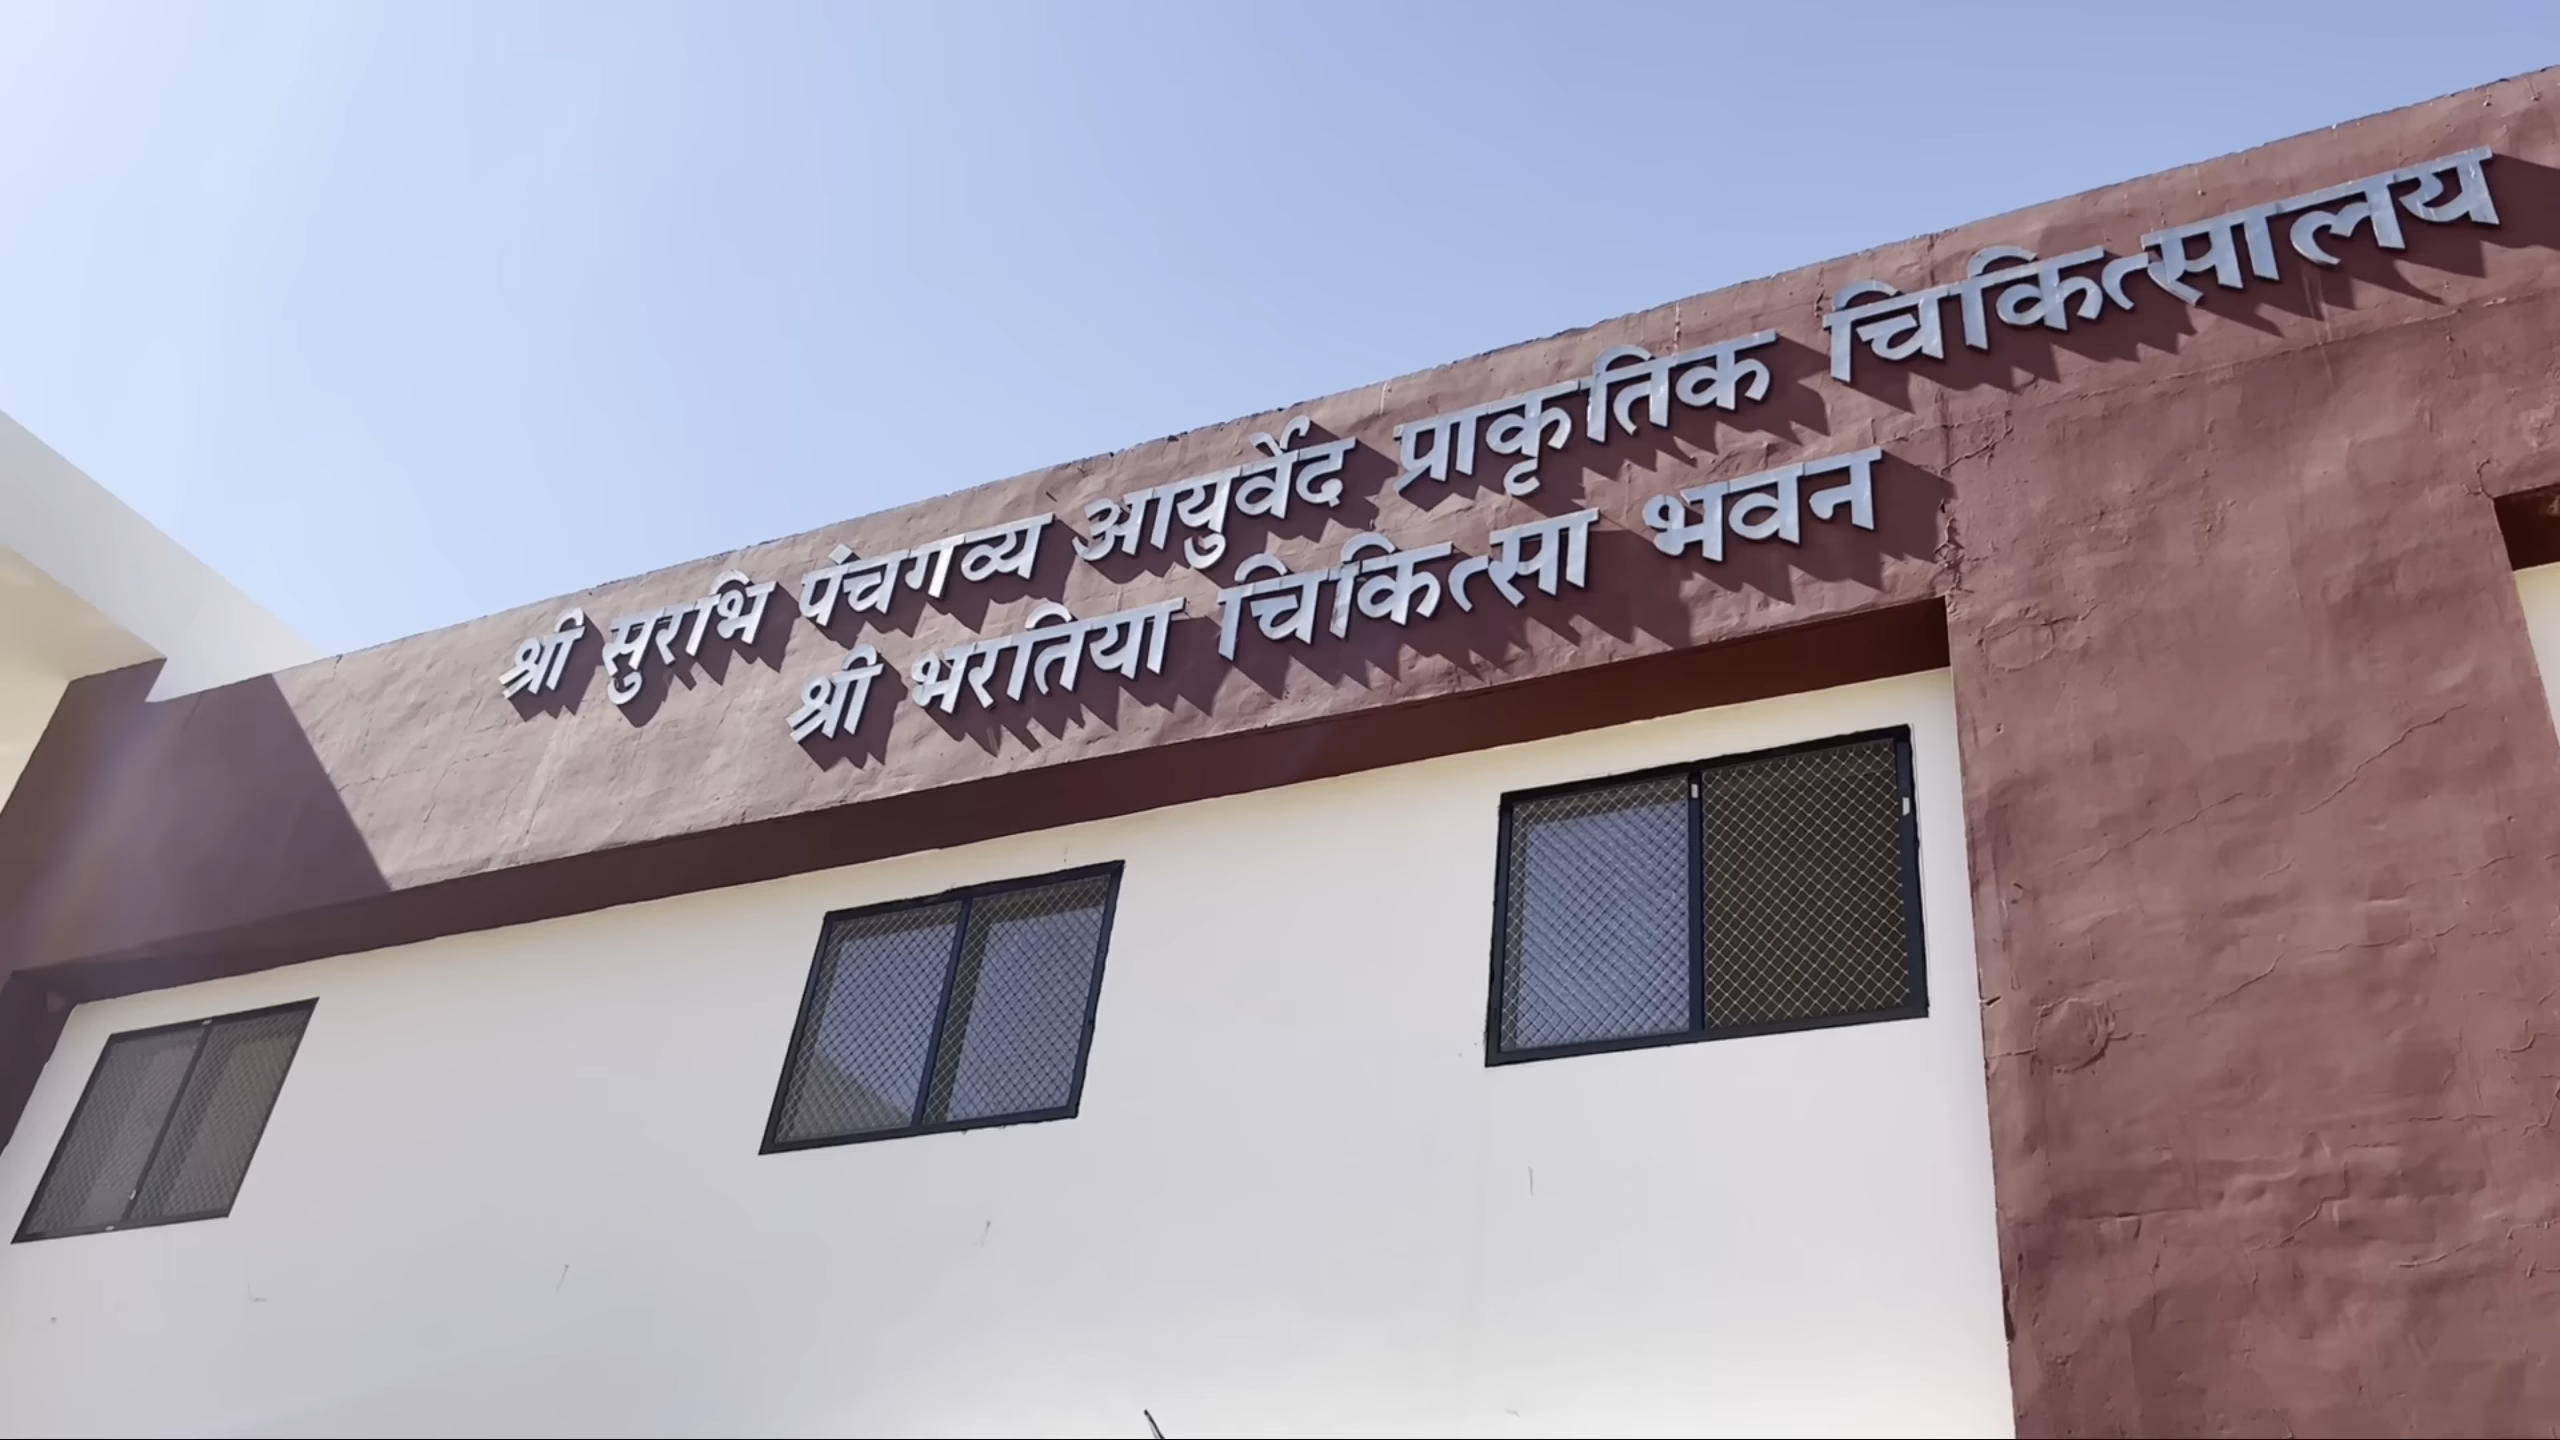 श्री सुरभि पंचगव्य आयुर्वेद प्राकृतिक चिकित्सालय
श्री भरतिया चिकित्सा भवन